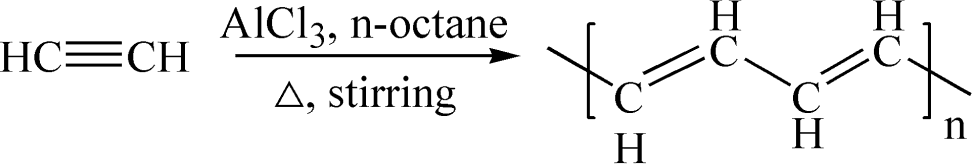 HC≡CH
AlCl3, n-octane
△, stirring
H
H
C
C
C
C
H
H
n